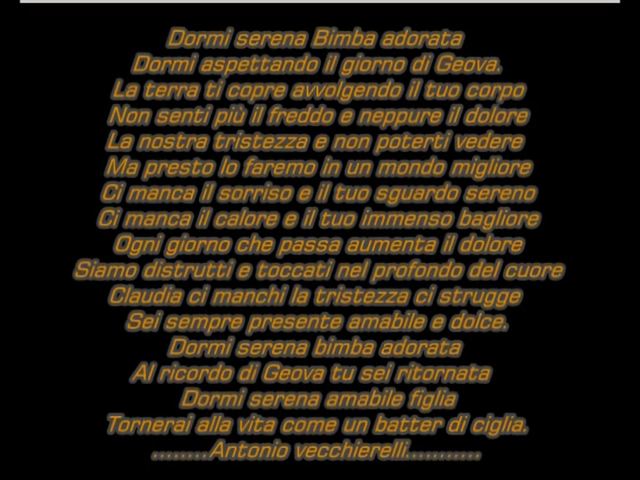 Dormi serena Bimba adorata
Dormi aspettando il giorno di Geova.
La terra ti copre avvolgendo il tuo corpo
Non senti più il freddo e neppure il dolore
La nostra tristezza e non poterti vedere
Ma presto lo faremo in un mondo migliore
Ci manca il sorriso e il tuo sguardo sereno
Ci manca il calore e il tuo immenso bagliore
Ogni giorno che passa aumenta il dolore
Siamo distrutti e toccati nel profondo del cuore
Claudia ci manchi la tristezza ci strugge
Sei sempre presente amabile e dolce.
Dormi serena bimba adorata
Al ricordo di Geova tu sei ritornata
Dormi serena amabile figlia
Tornerai alla vita come un batter di ciglia.
........Antonio vecchierelli...........